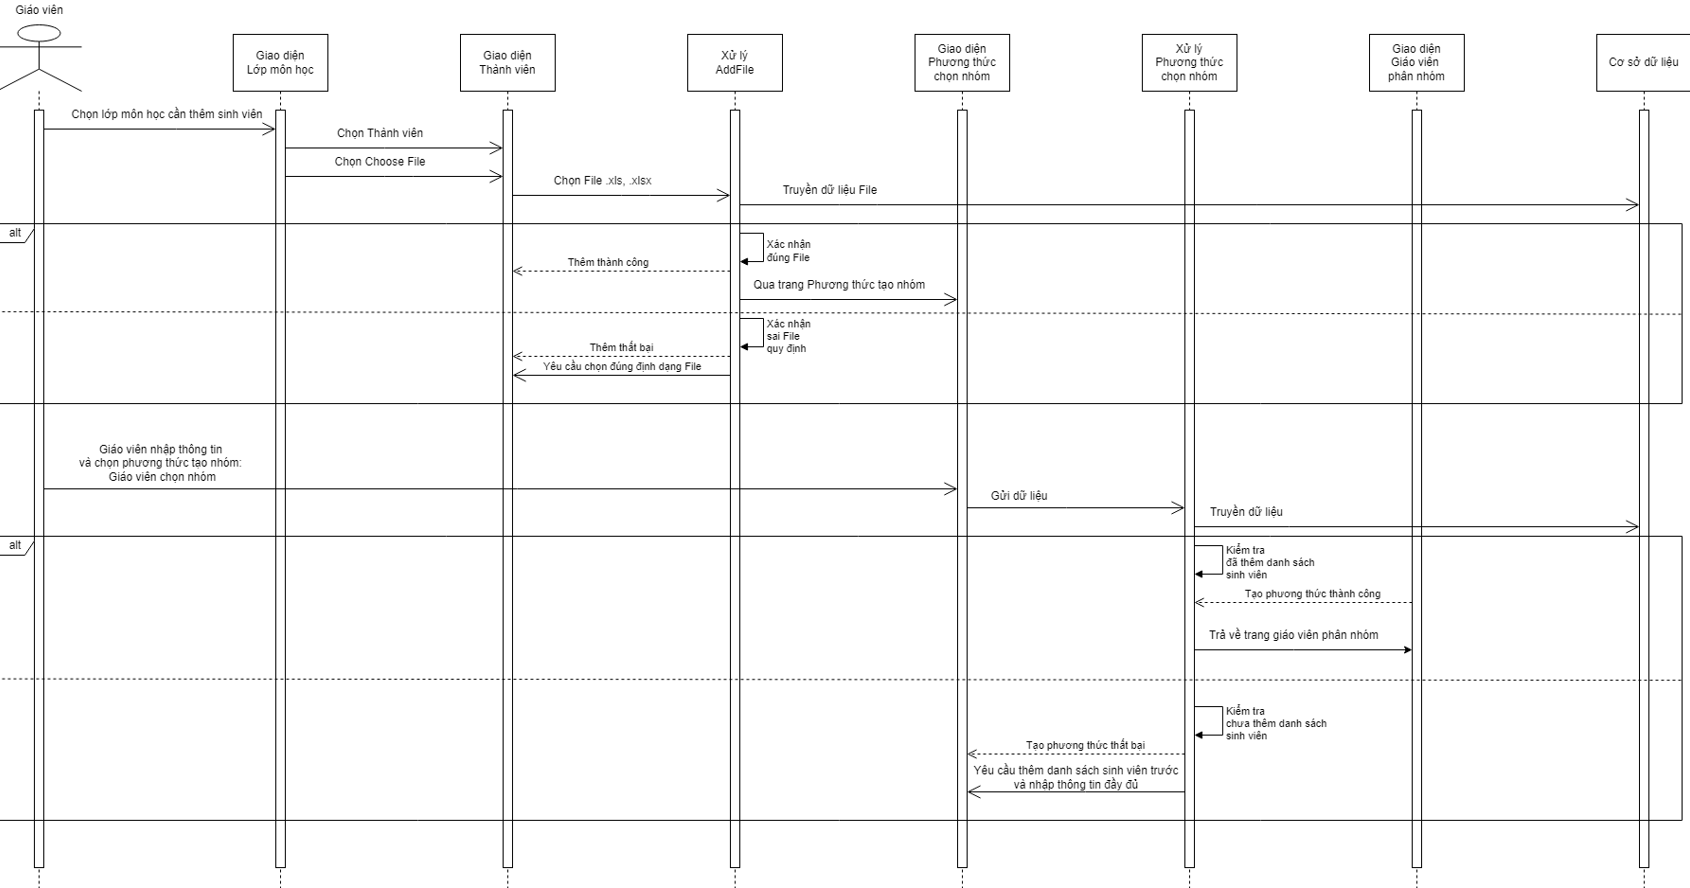 Giáo viên
Giao diện
Lớp môn học
Giao diện
Thành viên
Xử lý
AddFile
Giao diện
Phương thức
chọn nhóm
Xử lý
Phương thức
chọn nhóm
Giao diện
Giáo viên
phân nhóm
Cơ sở dữ liệu
Chọn lớp môn học cần thêm sinh viên
Chọn Thành viên
Chọn Choose File
Chọn File .xls, .xlsx
Truyền dữ liệu File
alt
Xác nhận
đúng File
Thêm thành công
Qua trang Phương thức tạo nhóm
Xác nhận
sai File
quy định
Thêm thất bại
Yêu cầu chọn đúng định dạng File
Giáo viên nhập thông tin
và chọn phương thức tạo nhóm:
Giáo viên chọn nhóm
Gửi dữ liệu
Truyền dữ liệu
alt
Kiểm tra
đã thêm danh sách
sinh viên
Tạo phương thức thành công
Trả về trang giáo viên phân nhóm
Kiểm tra
chưa thêm danh sách
sinh viên
Tạo phương thức thất bại
Yêu cầu thêm danh sách sinh viên trước
và nhập thông tin đầy đủ